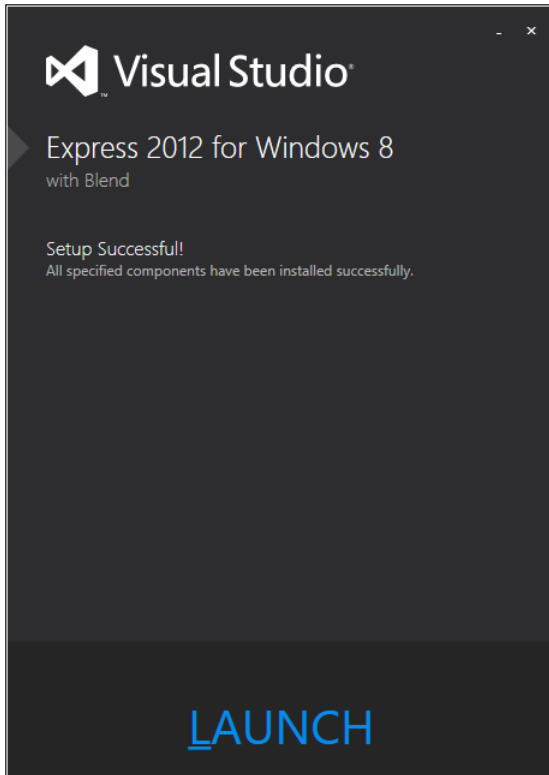 Visual Studio®
™
Express 2012 for Windows 8
with Blend
Setup Successful!
All specified components have been installed successfully.
LAUNCH